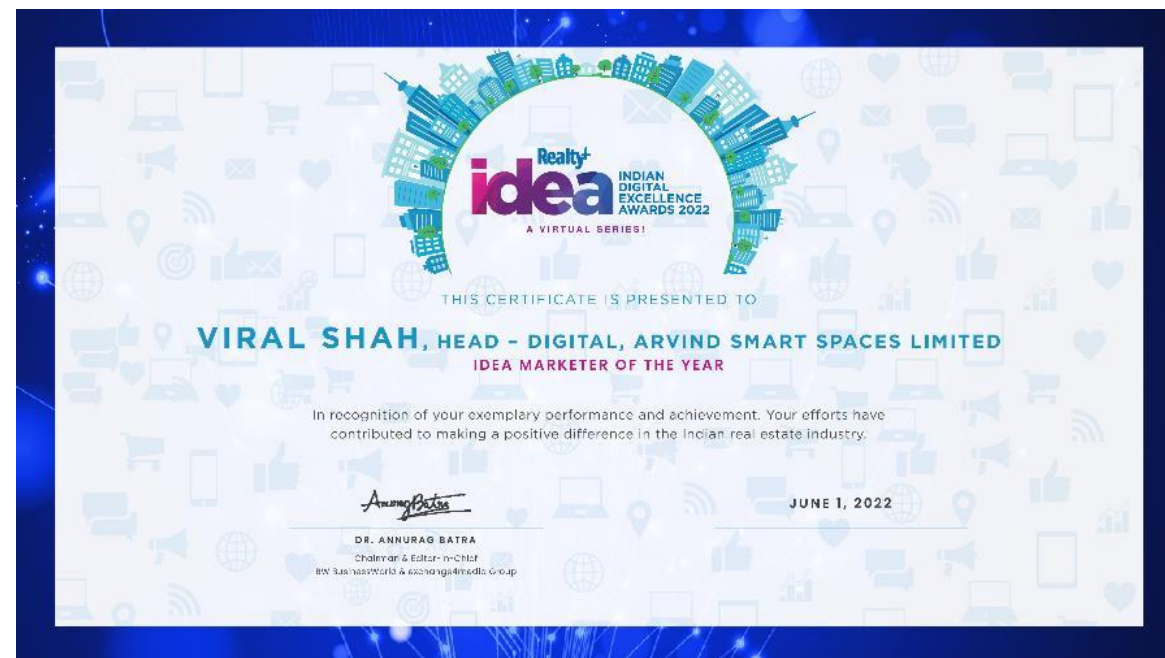 Realty+
idea
INDIAN
DIGITAL
EXCELLENCE
AWARDS 2022
A VIRTUAL SERIES!
THIS CERTIFICATE IS PRESENTED TO
VIRAL SHAH, HEAD – DIGITAL, ARVIND SMART SPACES LIMITED
IDEA MARKETER OF THE YEAR
In recognition of your exemplary performance and achievement. Your efforts have
contributed to making a positive difference in the Indian real estate industry.
Anurag Batra
JUNE 1, 2022
DR. ANNURAG BATRA
Chairman & Editor-in-Chief
BW BusinessWorld & exchange4media Group